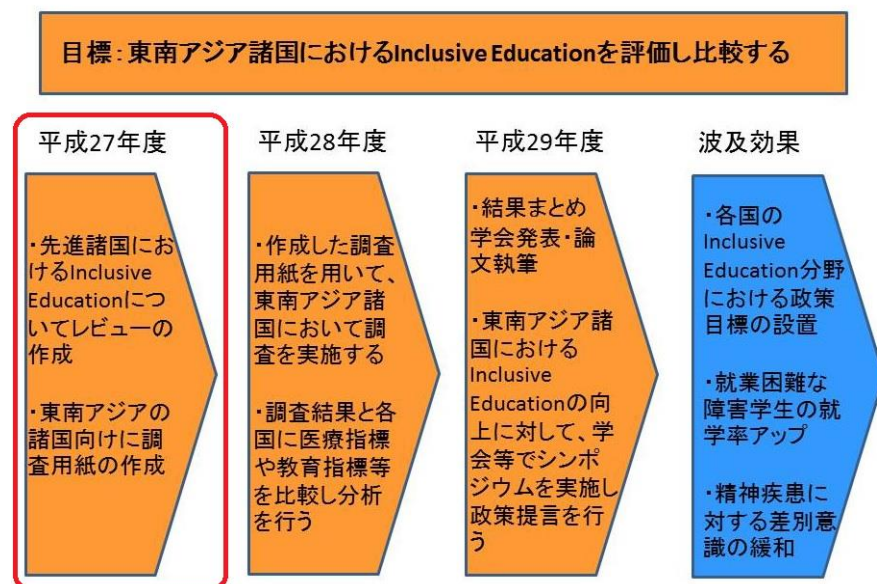 目標：東南アジア諸国におけるInclusive Educationを評価し比較する
平成27年度
・先進諸国にお
けるInclusive
Educationにつ
いてレビューの
作成
・東南アジアの
諸国向けに調
査用紙の作成
平成28年度
・作成した調査
用紙を用いて、
東南アジア諸
国において調
査を実施する
・調査結果と各
国に医療指標
や教育指標等
を比較し分析
を行う
平成29年度
・結果まとめ
学会発表・論
文執筆
・東南アジア諸
国における
Inclusive
Educationの向
上に対して、学
会等でシンポ
ジウムを実施し
政策提言を行
う
波及効果
・各国の
Inclusive
Education分野
における政策
目標の設置
・就業困難な
障害学生の就
学率アップ
・精神疾患に
対する差別意
識の緩和